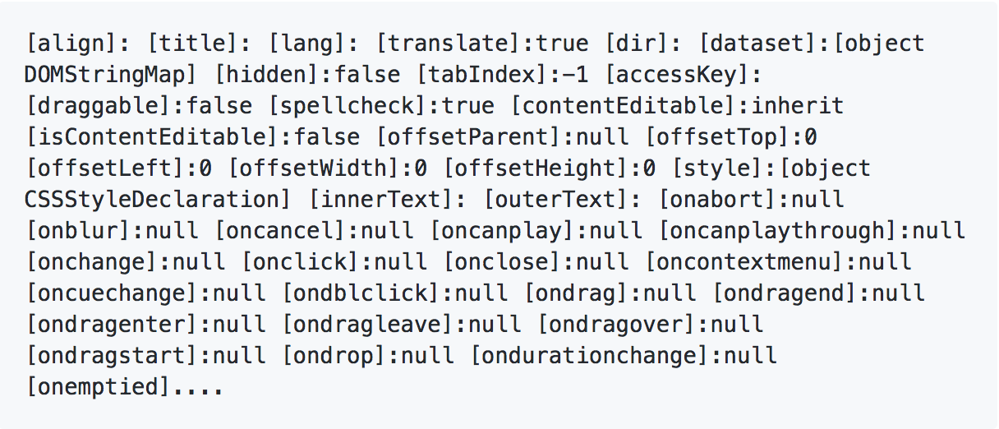 [align]: [title]: [lang]: [translate]:true [dir]: [dataset]:[object
DOMStringMap] [hidden]:false [tabIndex]:-1 [accessKey]:
[draggable]:false [spellcheck]:true [contentEditable]:inherit
[isContentEditable]:false [offsetParent]:null [offsetTop]:0
[offsetLeft]:0 [offsetWidth]:0 [offsetHeight]:0 [style]:[object
CSSStyleDeclaration] [innerText]: [outerText]: [onabort]:null
[onblur]:null [oncancel]:null [oncanplay]:null [oncanplaythrough]:null
[onchange]:null [onclick]:null [onclose]:null [oncontextmenu]:null
[oncuechange]:null [ondblclick]:null [ondrag]:null [ondragend]:null
[ondragenter]:null [ondragleave]:null [ondragover]:null
[ondragstart]:null [ondrop]:null [ondurationchange]:null
[onemptied]....